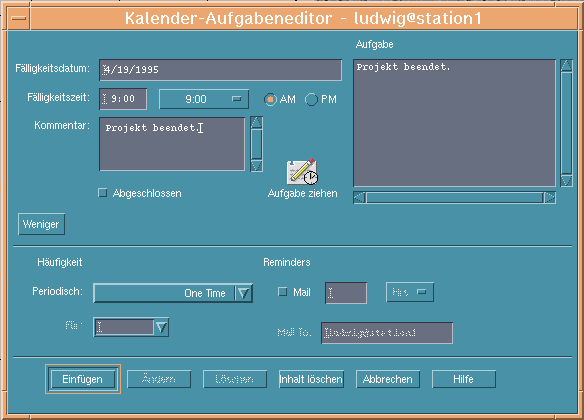 Kalender-Aufgabeneditor - ludwig@station1
Aufgabe
Fälligkeitsdatum: 4/19/1995
Projekt beendet.
Fälligkeitszeit: 9:00 9:00 AM PM
Kommentar: Projekt beendet.
Abgeschlossen
Aufgabe ziehen
Weniger
Häufigkeit
Reminders
Periodisch: One Time
Mail
Hrs
Für:
Mail To: ludwig@station1
Einfügen Ändern Löschen Inhalt löschen Abbrechen Hilfe